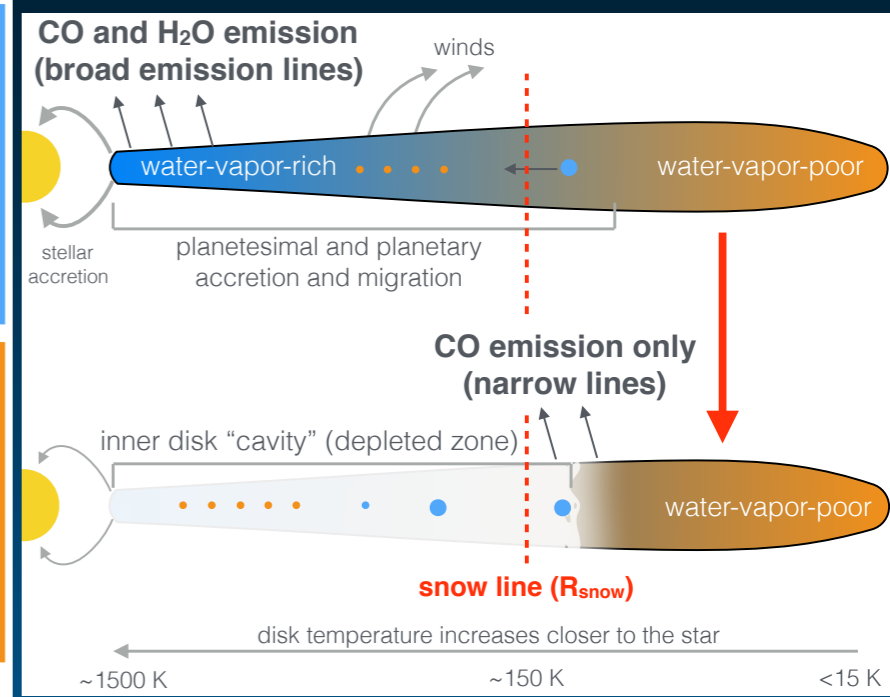 CO and H₂O emission
(broad emission lines)
winds
water-vapor-rich
water-vapor-poor
stellar
accretion
planetesimal and planetary
accretion and migration
CO emission only
(narrow lines)
inner disk “cavity” (depleted zone)
water-vapor-poor
snow line (Rsnow)
disk temperature increases closer to the star
~1500 K
~150 K
<15 K